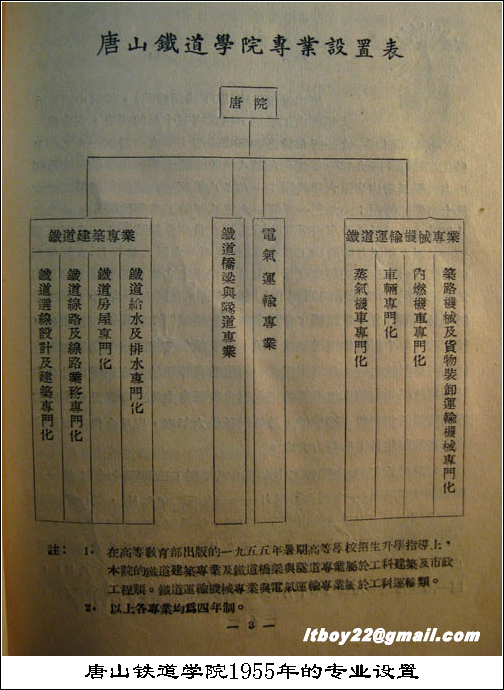 唐山鐵道學院專業設置表
唐院
鐵道建築專業
鐵道選線設計及建築專門化
鐵道線路及線路業務專門化
鐵道房屋專門化
鐵道給水及排水專門化
鐵道橋梁與隧道專業
電氣運輸專業
鐵道運輸機械專業
蒸氣機車專門化
車輛專門化
內燃機車專門化
築路機械及貨物裝卸運輸機械專門化
註：1. 在高等教育部出版的一九五五年暑期高等學校招生升學指導上，
本院的鐵道建築專業及鐵道橋梁與隧道專業屬於工科建築及市政
工程類。鐵道運輸機械專業與電氣運輸專業屬於工科運輸類。
2. 以上各專業均爲四年制。
— 3 —
ltboy22@gmail.com
唐山铁道学院1955年的专业设置